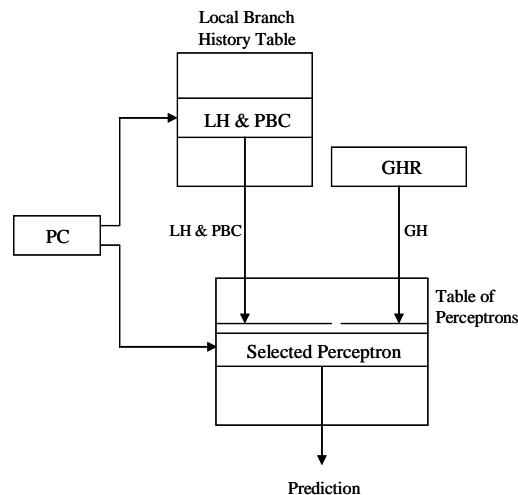 Local Branch
History Table
LH & PBC
GHR
PC
LH & PBC
GH
Table of
Perceptrons
Selected Perceptron
Prediction